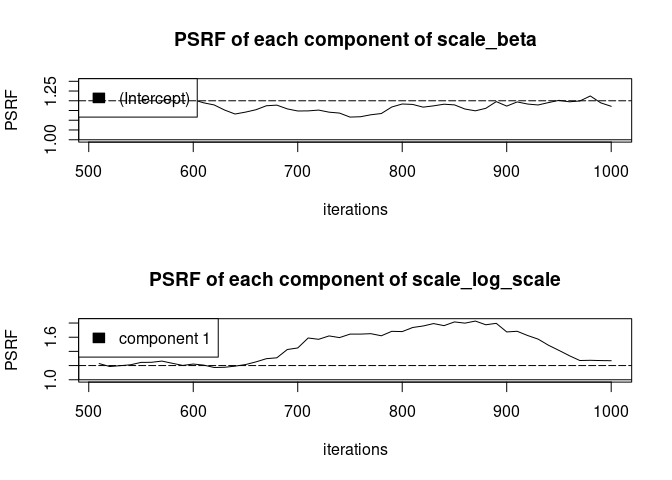 PSRF of each component of scale_beta
PSRF
1.25
1.00
(Intercept)
500 600 700 800 900 1000
iterations
PSRF of each component of scale_log_scale
PSRF
1.6
1.0
component 1
500 600 700 800 900 1000
iterations